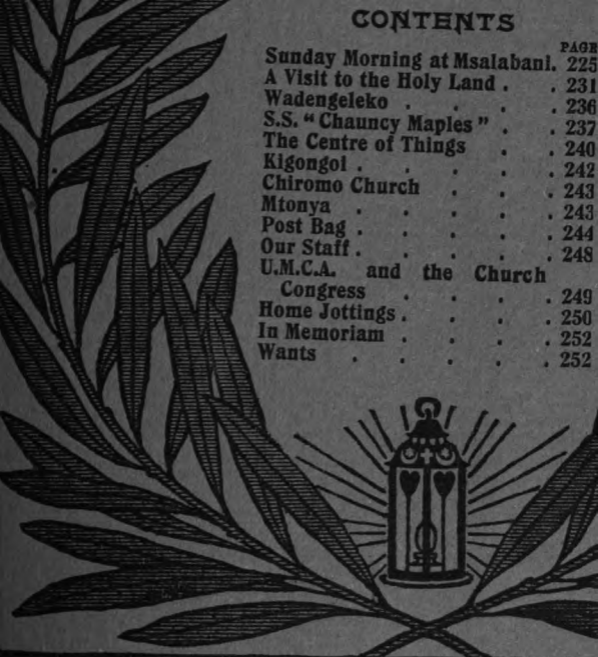 CONTENTS
PAGE
Sunday Morning at Msalabani. 225
A Visit to the Holy Land . . 231
Wadengeleko . . . . 236
S.S. "Chauncy Maples" . . 237
The Centre of Things . . 240
Kigongoi . . . . . 242
Chiromo Church . . . 243
Mtonya . . . . . 243
Post Bag . . . . . 244
Our Staff . . . . . 248
U.M.C.A. and the Church
Congress . . . . 249
Home Jottings . . . . 250
In Memoriam . . . . 252
Wants . . . . . 252